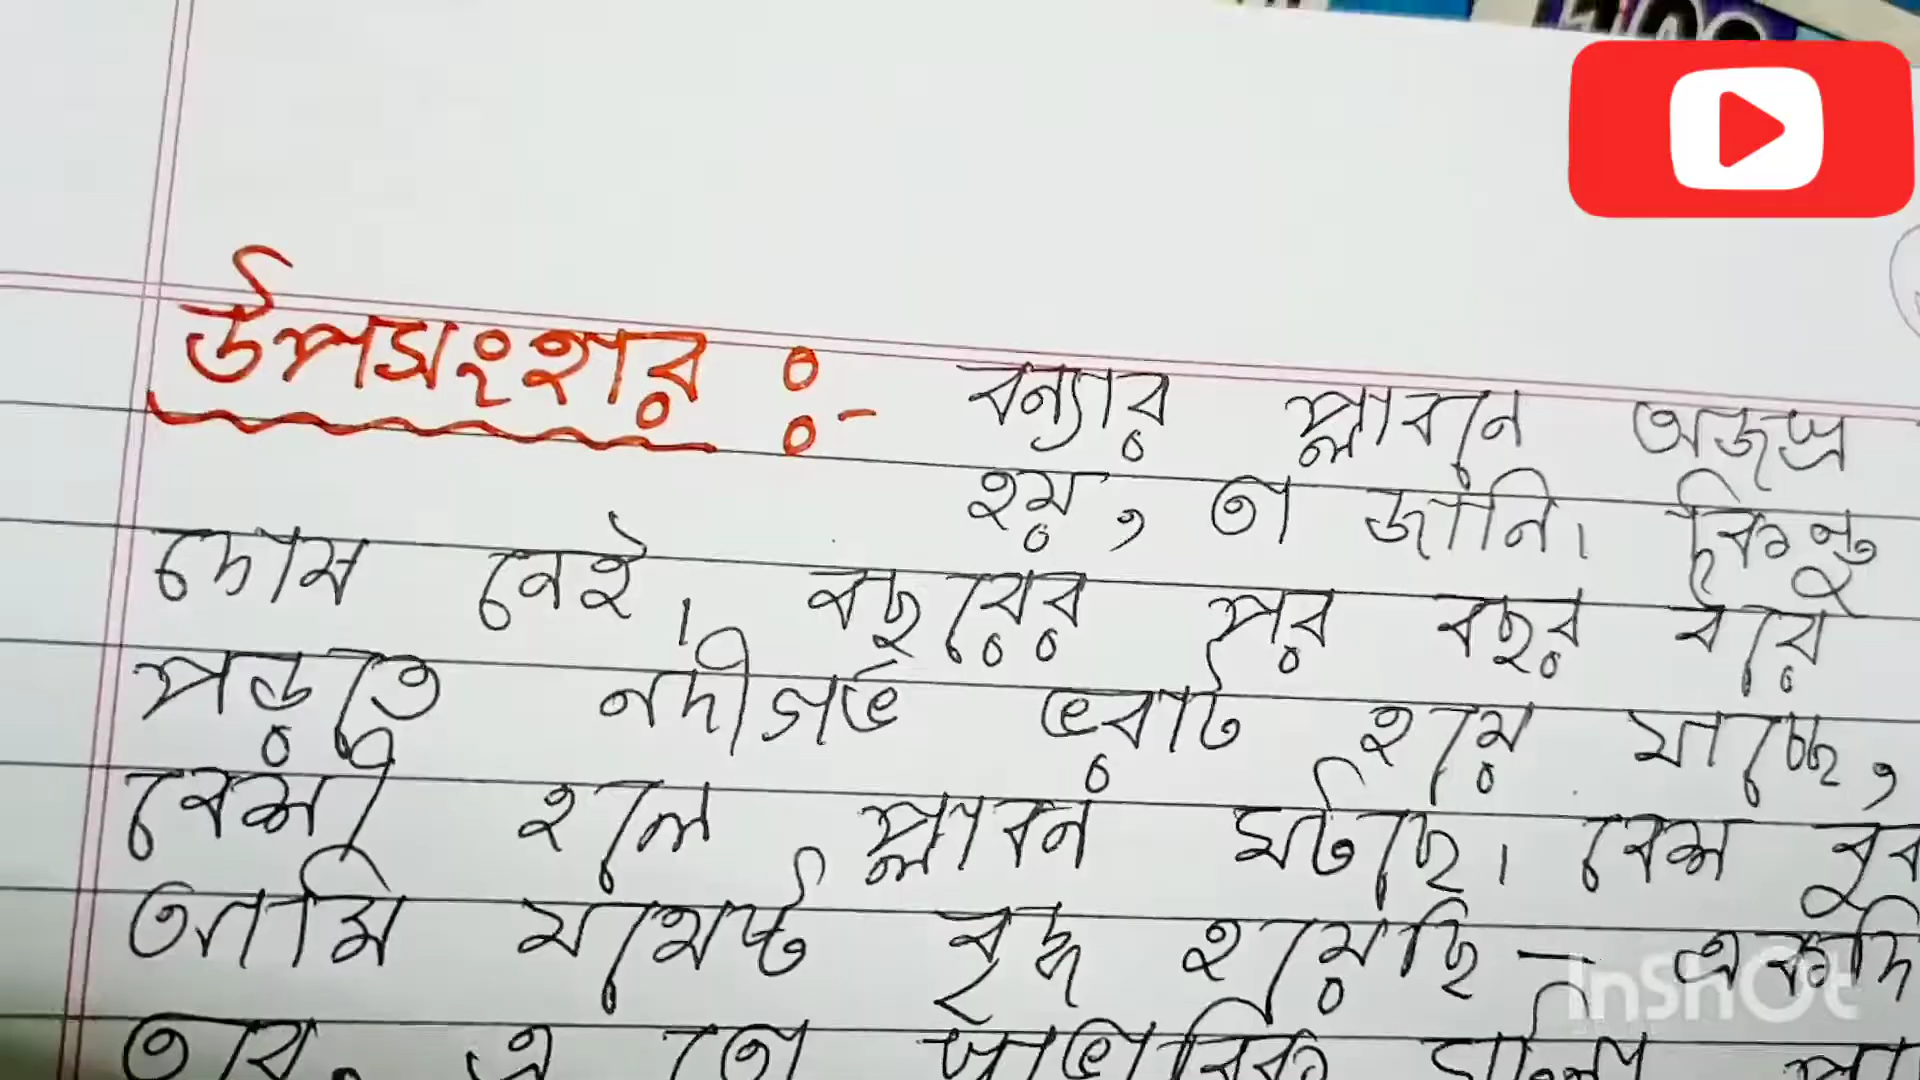 উপসংহার :- বন্যার প্লাবনে অজস্র
হয়, তা জানি। কিন্তু
দোষ নেই, বছরের পর বছর ধরে
পড়তে নদীগর্ভ ভরাট হয়ে যাচ্ছে,
বেশী হলে প্লাবন ঘটছে। বেশ বুঝ
আমি যথেষ্ট বৃদ্ধ হয়েছি - একদি
এ তো স্বাভাবিক
InShOt